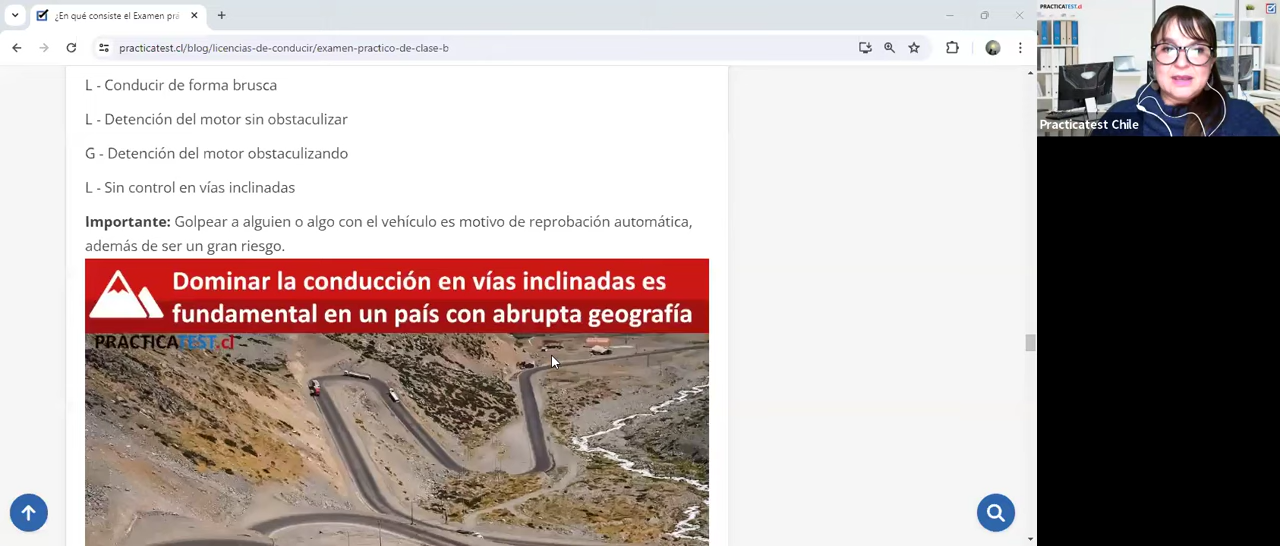 ¿En qué consiste el Examen prá
practicatest.cl/blog/licencias-de-conducir/examen-practico-de-clase-b
PRACTICATEST.cl
Practicatest Chile
L - Conducir de forma brusca
L - Detención del motor sin obstaculizar
G - Detención del motor obstaculizando
L - Sin control en vías inclinadas
Importante: Golpear a alguien o algo con el vehículo es motivo de reprobación automática,
además de ser un gran riesgo.
Dominar la conducción en vías inclinadas es
fundamental en un país con abrupta geografía
PRACTICATEST.cl